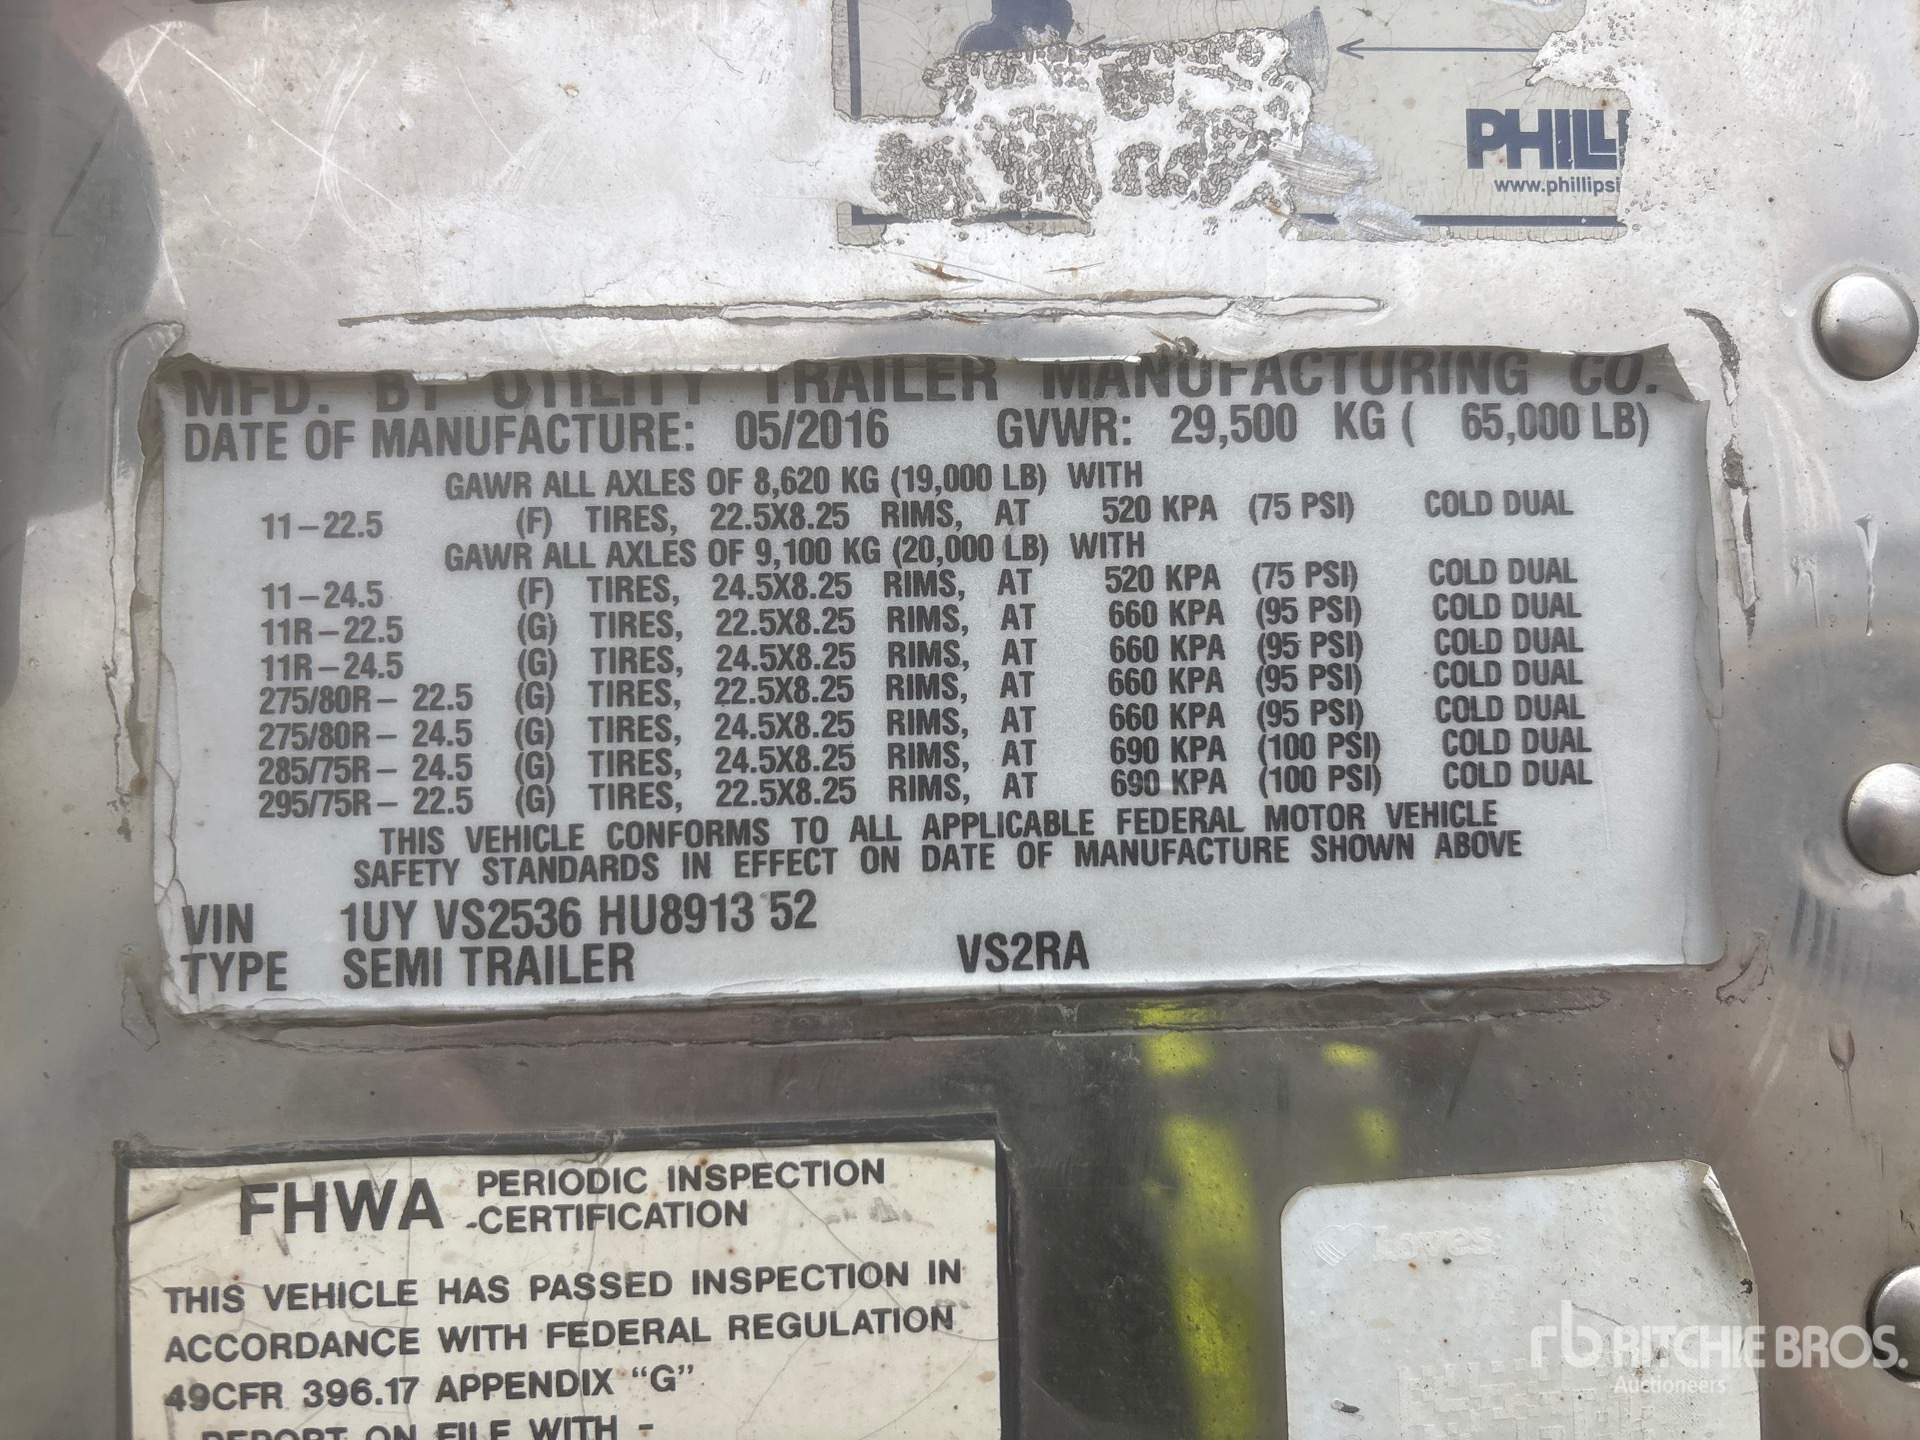 PHILL
www.phillipsi
MFD. BY UTILITY TRAILER MANUFACTURING CO.
DATE OF MANUFACTURE: 05/2016 GVWR: 29,500 KG ( 65,000 LB)
GAWR ALL AXLES OF 8,620 KG (19,000 LB) WITH
11-22.5 (F) TIRES, 22.5X8.25 RIMS, AT 520 KPA (75 PSI) COLD DUAL
GAWR ALL AXLES OF 9,100 KG (20,000 LB) WITH
11-24.5 (F) TIRES, 24.5X8.25 RIMS, AT 520 KPA (75 PSI) COLD DUAL
11R-22.5 (G) TIRES, 22.5X8.25 RIMS, AT 660 KPA (95 PSI) COLD DUAL
11R-24.5 (G) TIRES, 24.5X8.25 RIMS, AT 660 KPA (95 PSI) COLD DUAL
275/80R- 22.5 (G) TIRES, 22.5X8.25 RIMS, AT 660 KPA (95 PSI) COLD DUAL
275/80R- 24.5 (G) TIRES, 24.5X8.25 RIMS, AT 660 KPA (95 PSI) COLD DUAL
285/75R- 24.5 (G) TIRES, 24.5X8.25 RIMS, AT 690 KPA (100 PSI) COLD DUAL
295/75R- 22.5 (G) TIRES, 22.5X8.25 RIMS, AT 690 KPA (100 PSI) COLD DUAL
THIS VEHICLE CONFORMS TO ALL APPLICABLE FEDERAL MOTOR VEHICLE
SAFETY STANDARDS IN EFFECT ON DATE OF MANUFACTURE SHOWN ABOVE
VIN 1UY VS2536 HU8913 52
TYPE SEMI TRAILER VS2RA
FHWA PERIODIC INSPECTION
-CERTIFICATION
THIS VEHICLE HAS PASSED INSPECTION IN
ACCORDANCE WITH FEDERAL REGULATION
49CFR 396.17 APPENDIX "G"
REPORT ON FILE WITH -
Loves
rb RITCHIE BROS.
Auctioneers